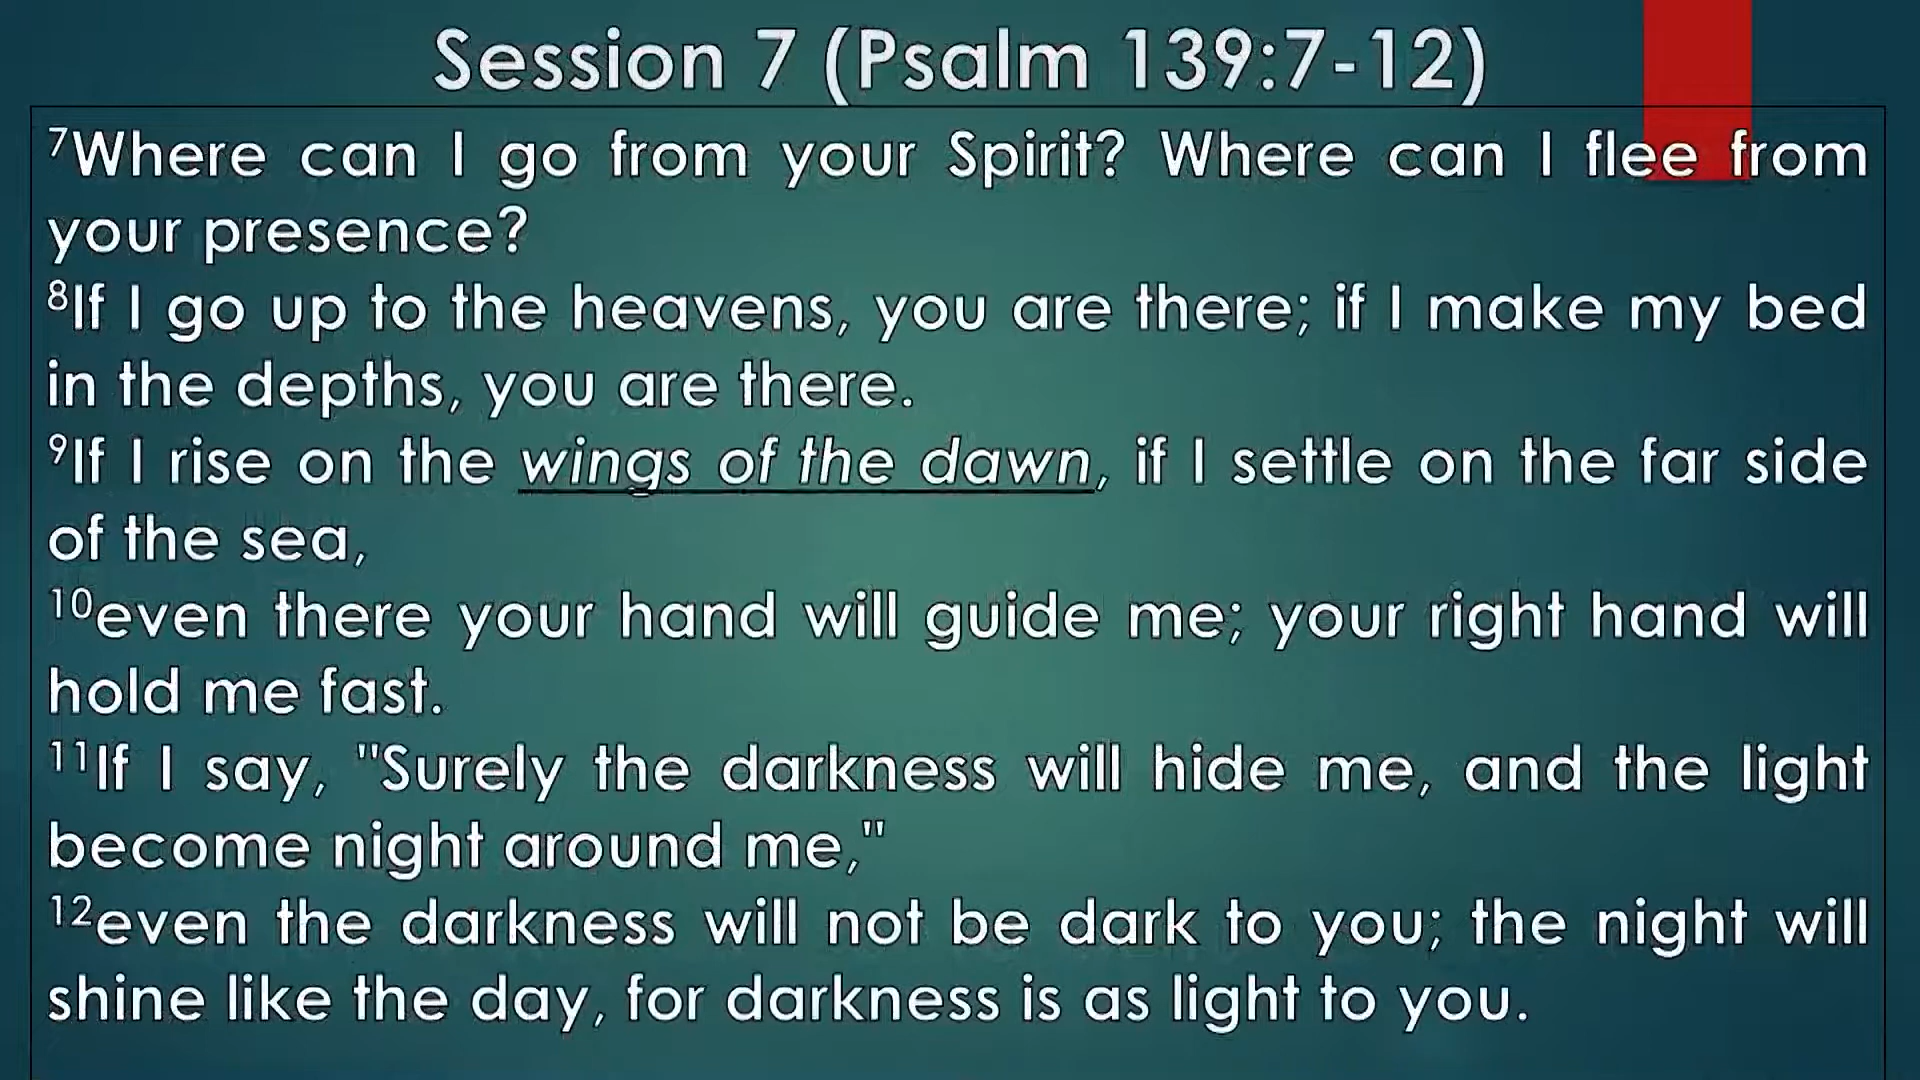 Session 7 (Psalm 139:7-12)
7Where can I go from your Spirit? Where can I flee from
your presence?
8If I go up to the heavens, you are there; if I make my bed
in the depths, you are there.
9If I rise on the wings of the dawn, if I settle on the far side
of the sea,
10even there your hand will guide me; your right hand will
hold me fast.
11If I say, "Surely the darkness will hide me, and the light
become night around me,"
12even the darkness will not be dark to you; the night will
shine like the day, for darkness is as light to you.